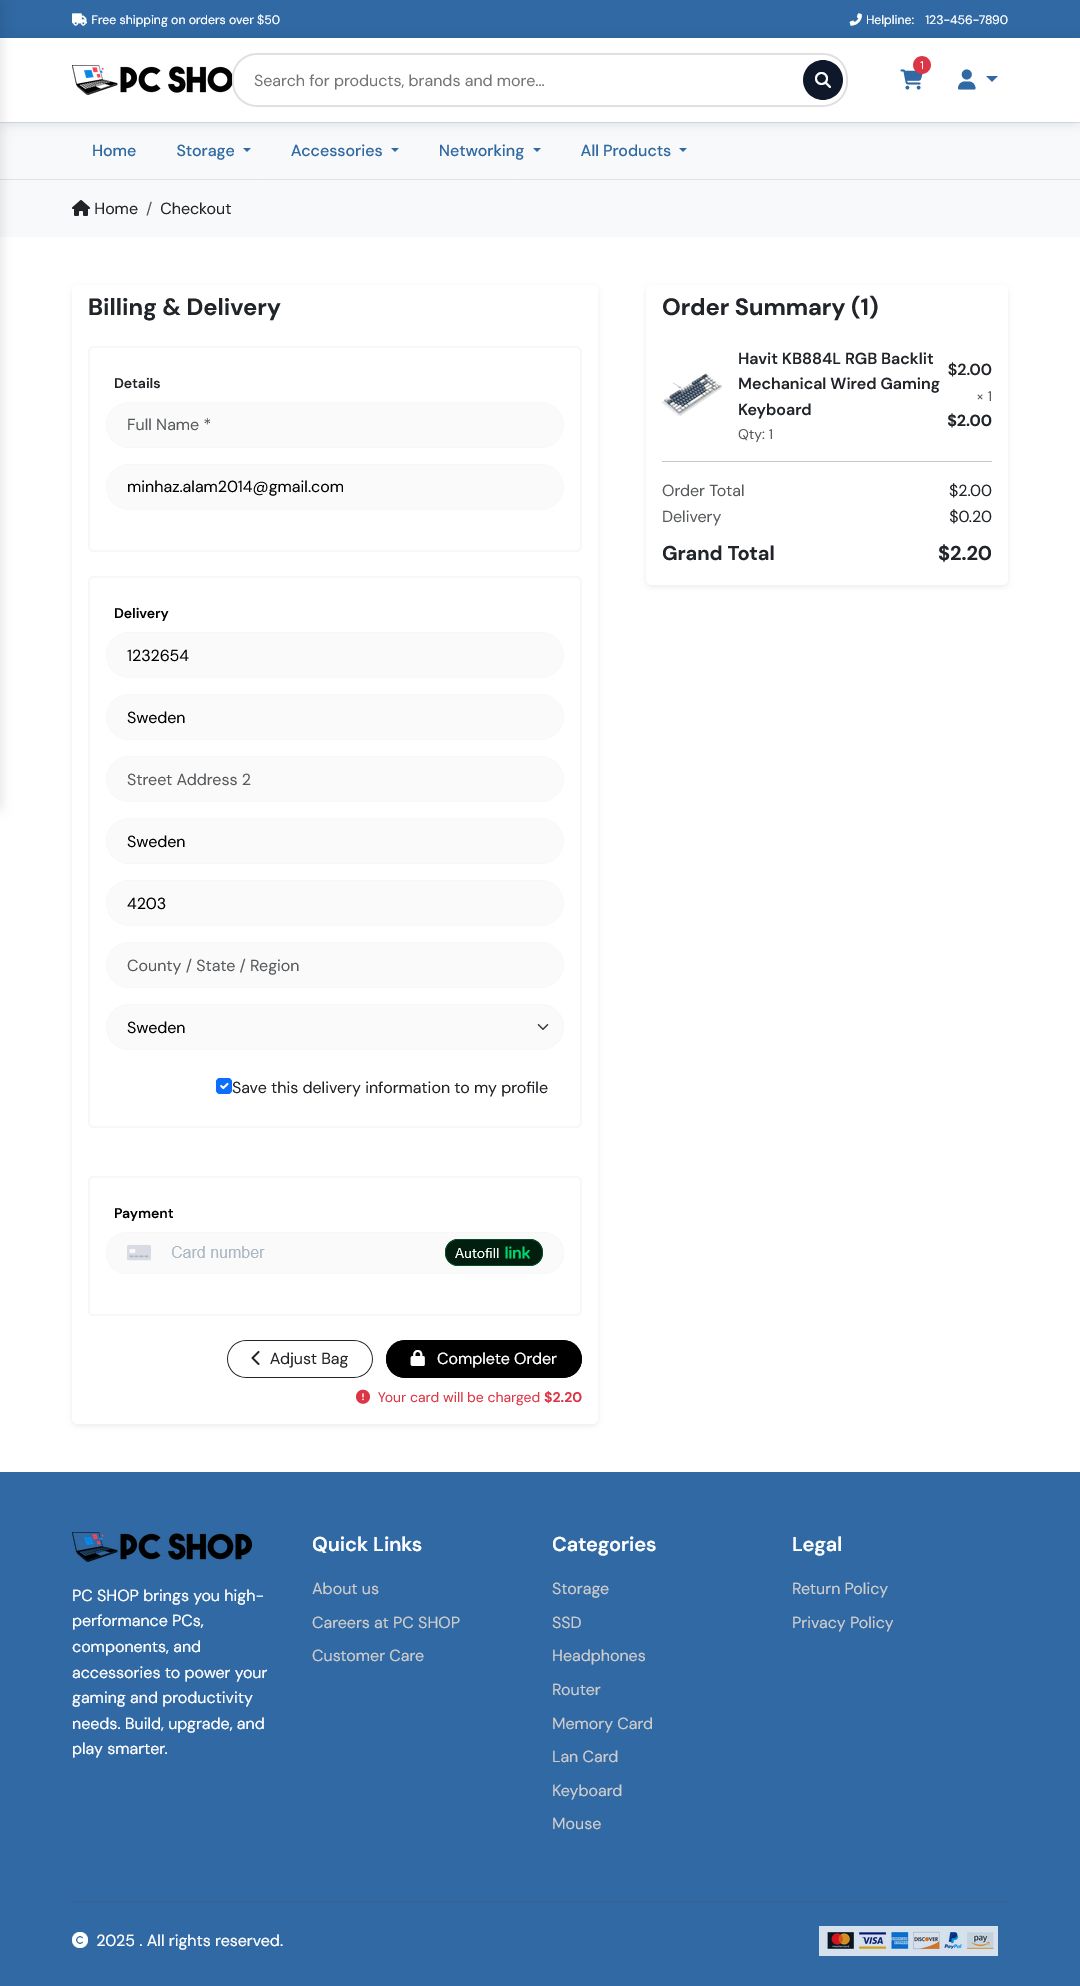 Free shipping on orders over $50
Helpline: 123-456-7890
PC SHO
Search for products, brands and more...
1
Home
Storage
Accessories
Networking
All Products
Home / Checkout
Billing & Delivery
Details
Full Name *
minhaz.alam2014@gmail.com
Delivery
1232654
Sweden
Street Address 2
Sweden
4203
County / State / Region
Sweden
Save this delivery information to my profile
Payment
Card number
Autofill link
Adjust Bag
Complete Order
Your card will be charged $2.20
Order Summary (1)
Havit KB884L RGB Backlit
Mechanical Wired Gaming
Keyboard
Qty: 1
$2.00
× 1
$2.00
Order Total $2.00
Delivery $0.20
Grand Total $2.20
PC SHOP
PC SHOP brings you high-
performance PCs,
components, and
accessories to power your
gaming and productivity
needs. Build, upgrade, and
play smarter.
Quick Links
About us
Careers at PC SHOP
Customer Care
Categories
Storage
SSD
Headphones
Router
Memory Card
Lan Card
Keyboard
Mouse
Legal
Return Policy
Privacy Policy
© 2025 . All rights reserved.
VISA
DISCOVER
PayPal
pay